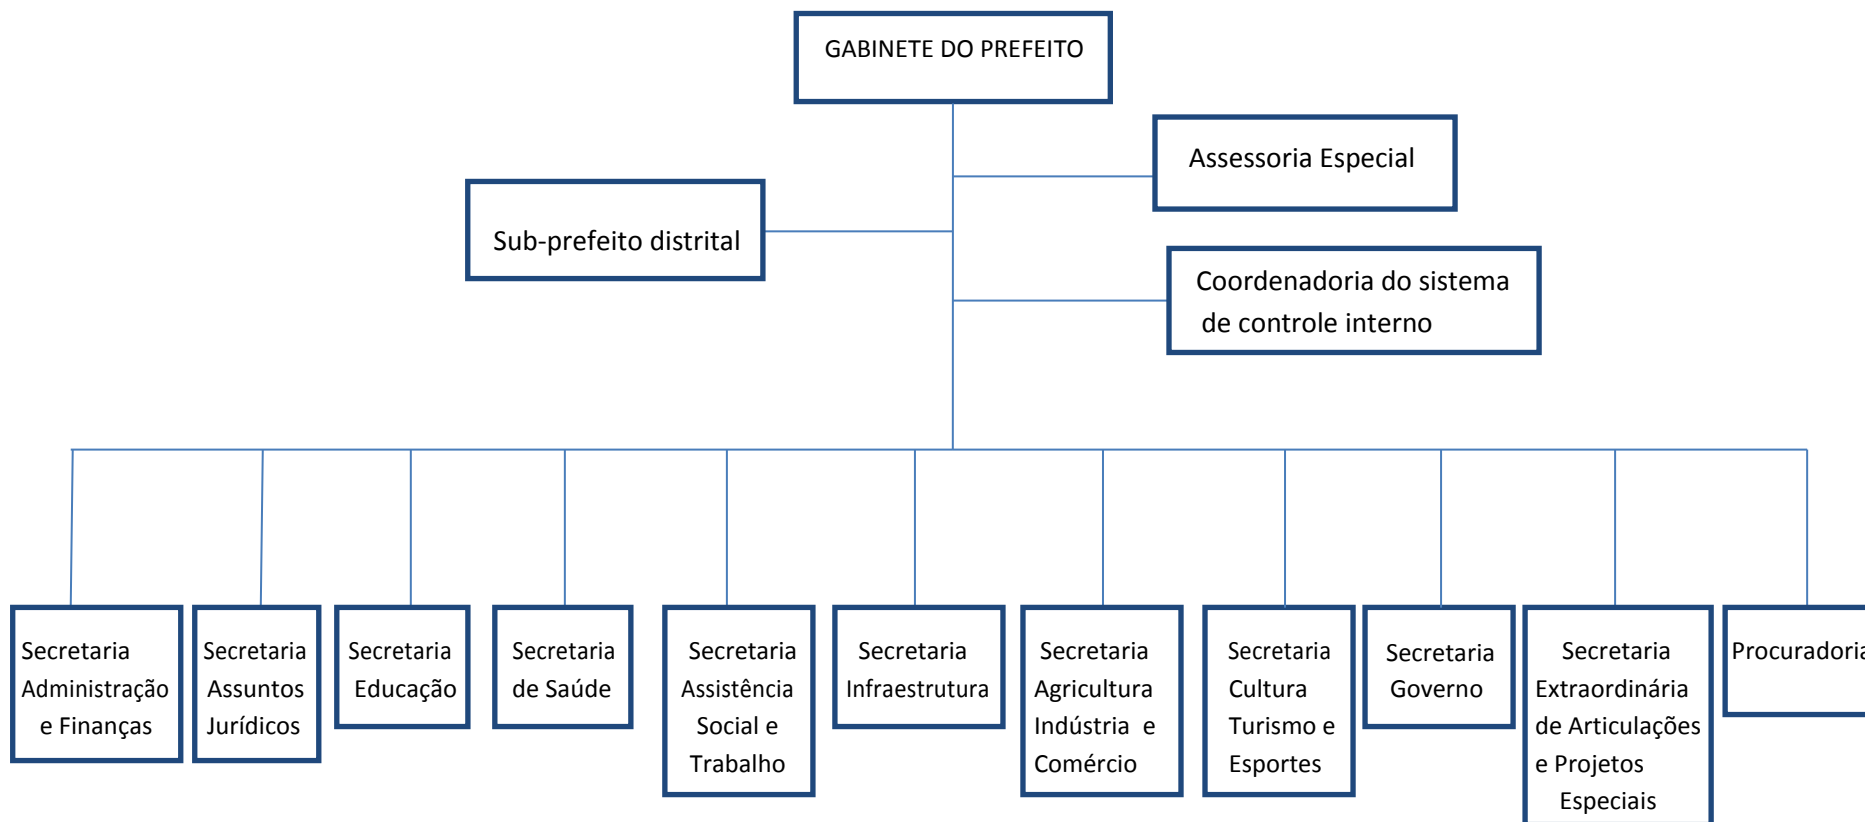 GABINETE DO PREFEITO
Assessoria Especial
Sub-prefeito distrital
Coordenadoria do sistema
de controle interno
Secretaria
Administração
e Finanças
Secretaria
Assuntos
Jurídicos
Secretaria
Educação
Secretaria
de Saúde
Secretaria
Assistência
Social e
Trabalho
Secretaria
Infraestrutura
Secretaria
Agricultura
Indústria e
Comércio
Secretaria
Cultura
Turismo e
Esportes
Secretaria
Governo
Secretaria
Extraordinária
de Articulações
e Projetos
Especiais
Procuradoria